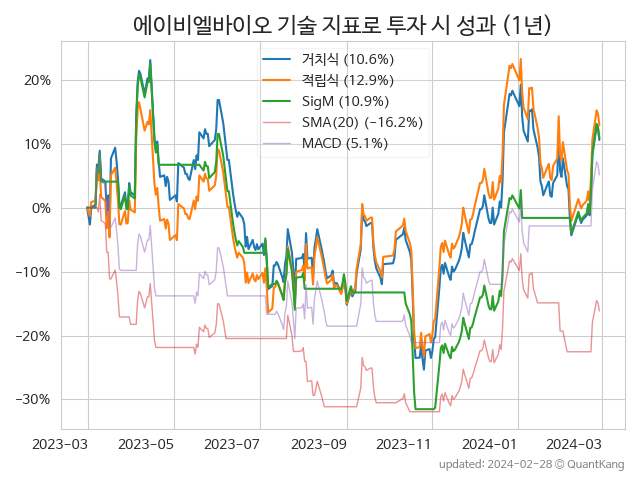 에이비엘바이오 기술 지표로 투자 시 성과 (1년)
거치식 (10.6%)
적립식 (12.9%)
SigM (10.9%)
SMA(20) (−16.2%)
MACD (5.1%)
20%
10%
0%
−10%
−20%
−30%
2023-03 2023-05 2023-07 2023-09 2023-11 2024-01 2024-03
updated: 2024-02-28 © QuantKang